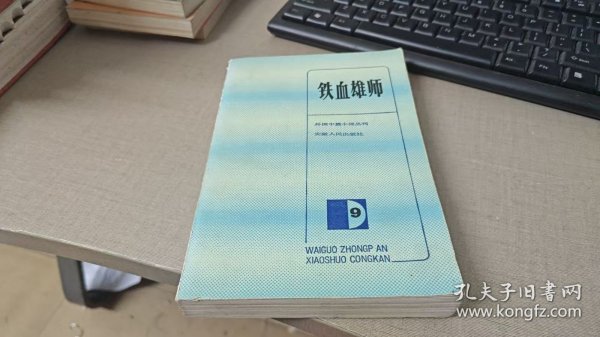 铁血雄师
外国中篇小说丛刊
安徽人民出版社
9
WAIGUO ZHONGP AN
XIAOSHUO CONGKAN
孔夫子旧书网
www.kongfz.com